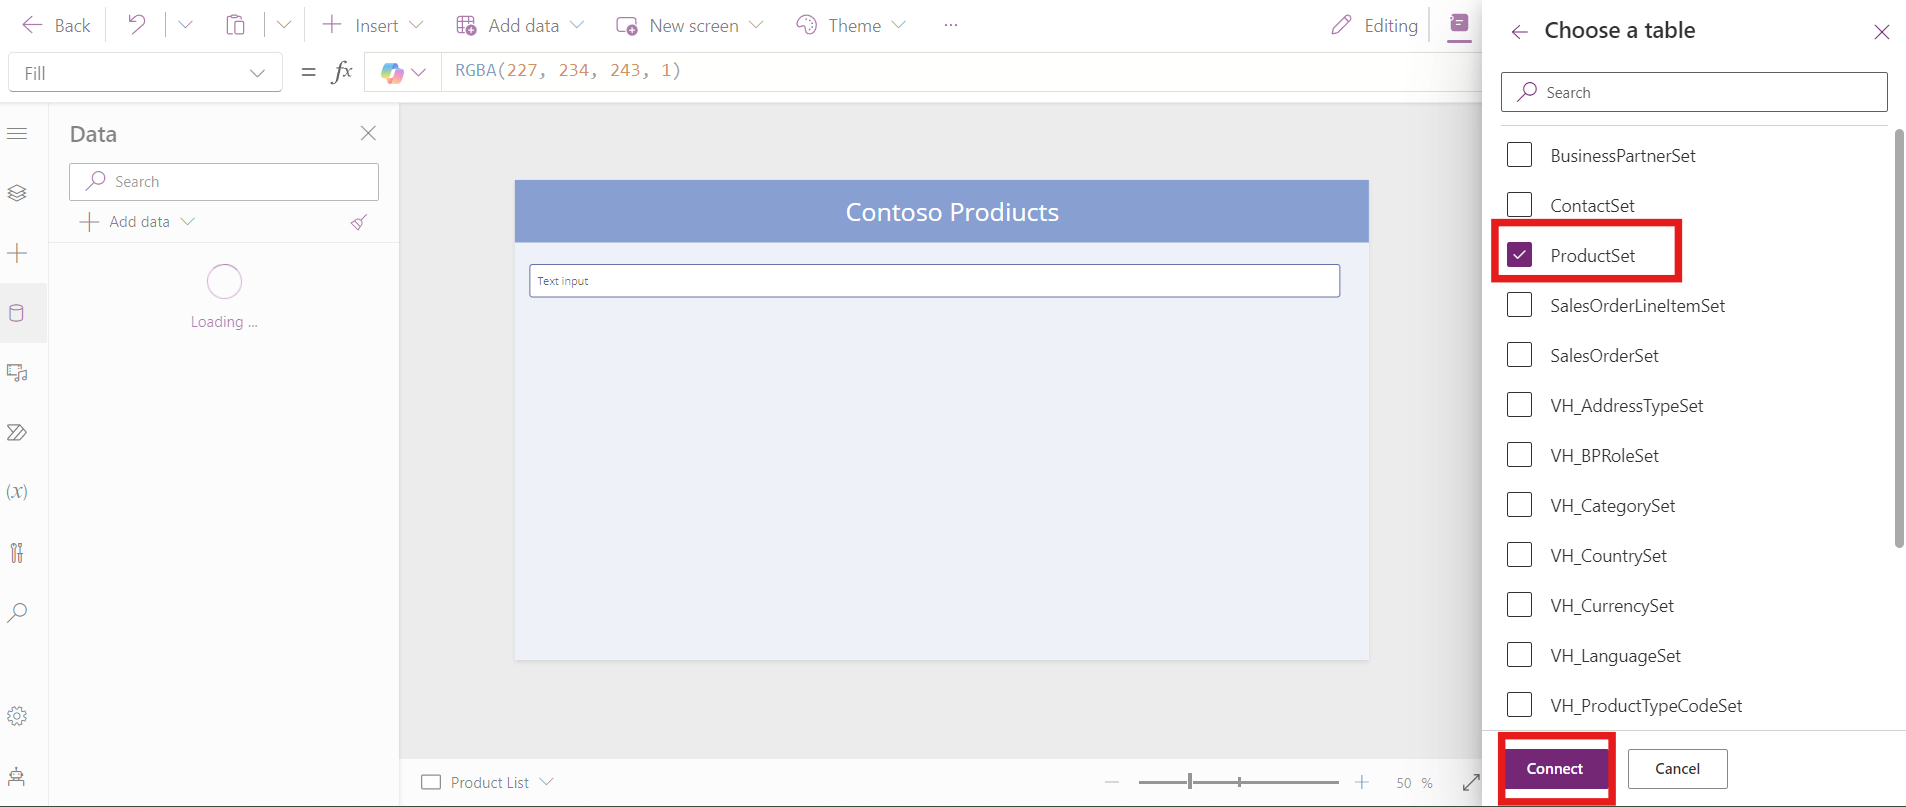 Back
Insert
Add data
New screen
Theme
...
Editing
Fill
= fx
RGBA(227, 234, 243, 1)
Data
Search
Add data
Loading ...
(x)
Contoso Prodiucts
Text input
Product List
50 %
Choose a table
Search
BusinessPartnerSet
ContactSet
ProductSet
SalesOrderLineItemSet
SalesOrderSet
VH_AddressTypeSet
VH_BPRoleSet
VH_CategorySet
VH_CountrySet
VH_CurrencySet
VH_LanguageSet
VH_ProductTypeCodeSet
Connect
Cancel